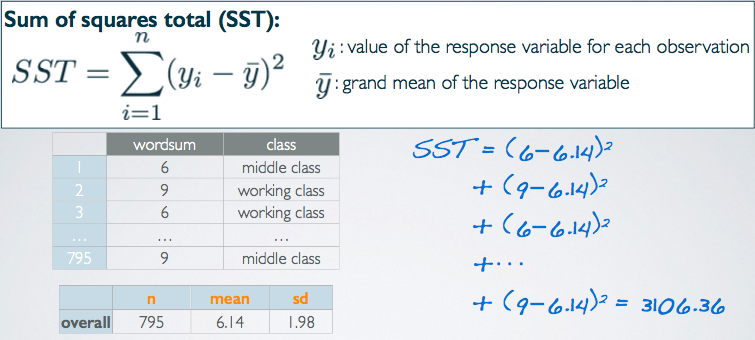 Sum of squares total (SST):
SST = \sum_{i=1}^{n} (y_i − ȳ)²
y_i : value of the response variable for each observation
ȳ : grand mean of the response variable
wordsum class
1 6 middle class
2 9 working class
3 6 working class
... ... ...
795 9 middle class
n mean sd
overall 795 6.14 1.98
SST = (6−6.14)²
+ (9−6.14)²
+ (6−6.14)²
+...
+ (9−6.14)² = 3106.36